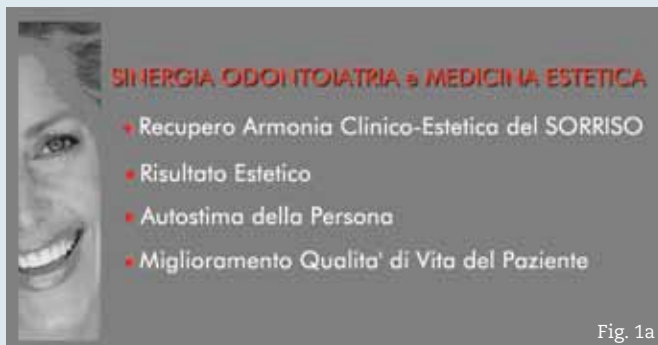 SINERGIA ODONTOIATRIA e MEDICINA ESTETICA
• Recupero Armonia Clinico-Estetica del SORRISO
• Risultato Estetico
• Autostima della Persona
• Miglioramento Qualita' di Vita del Paziente
Fig. 1a